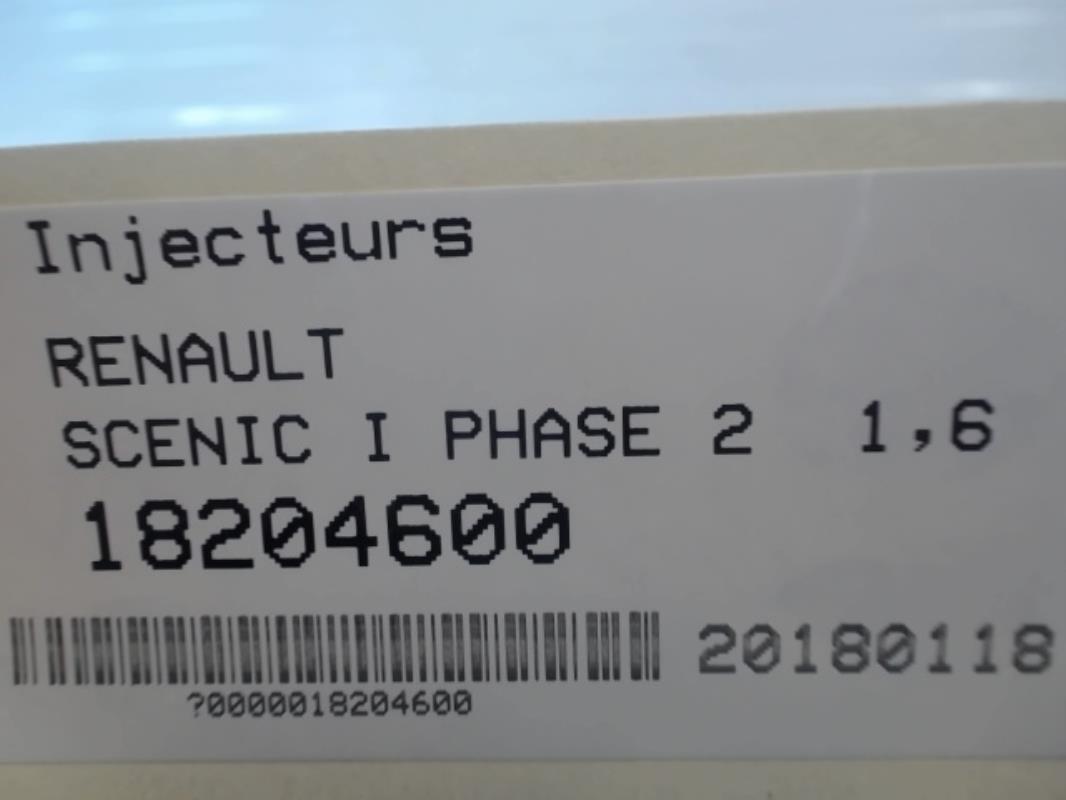 Injecteurs
RENAULT
SCENIC I PHASE 2 1,6
18204600
20180118
?0000018204600